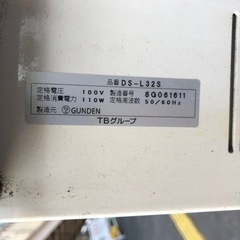 品番 DS-L32S
定格電圧 100V 製造番号 8G061611
定格消費電力 110W 定格周波数 50/60Hz
製造元 GUNDEN
TBグループ